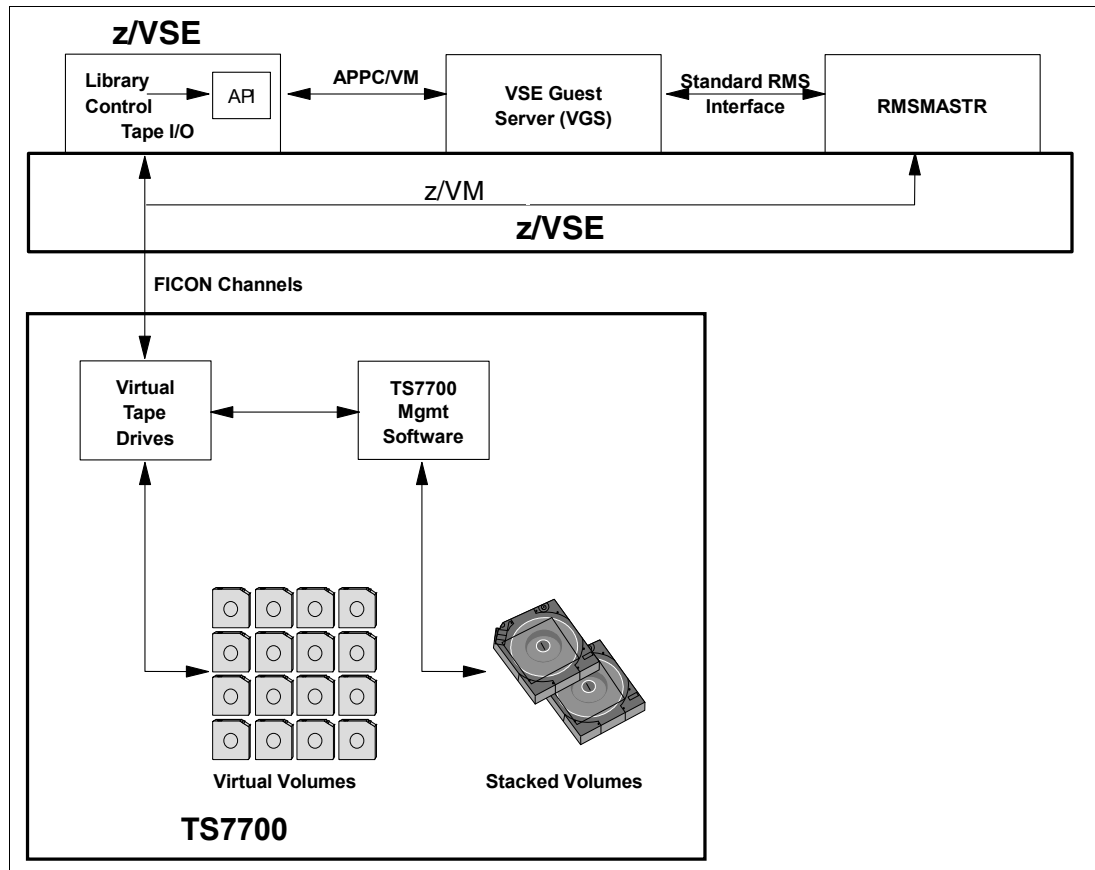 z/VSE
Library
Control
Tape I/O
API
APPC/VM
VSE Guest
Server (VGS)
Standard RMS
Interface
RMSMASTR
z/VM
z/VSE
FICON Channels
Virtual
Tape
Drives
TS7700
Mgmt
Software
Virtual Volumes
Stacked Volumes
TS7700